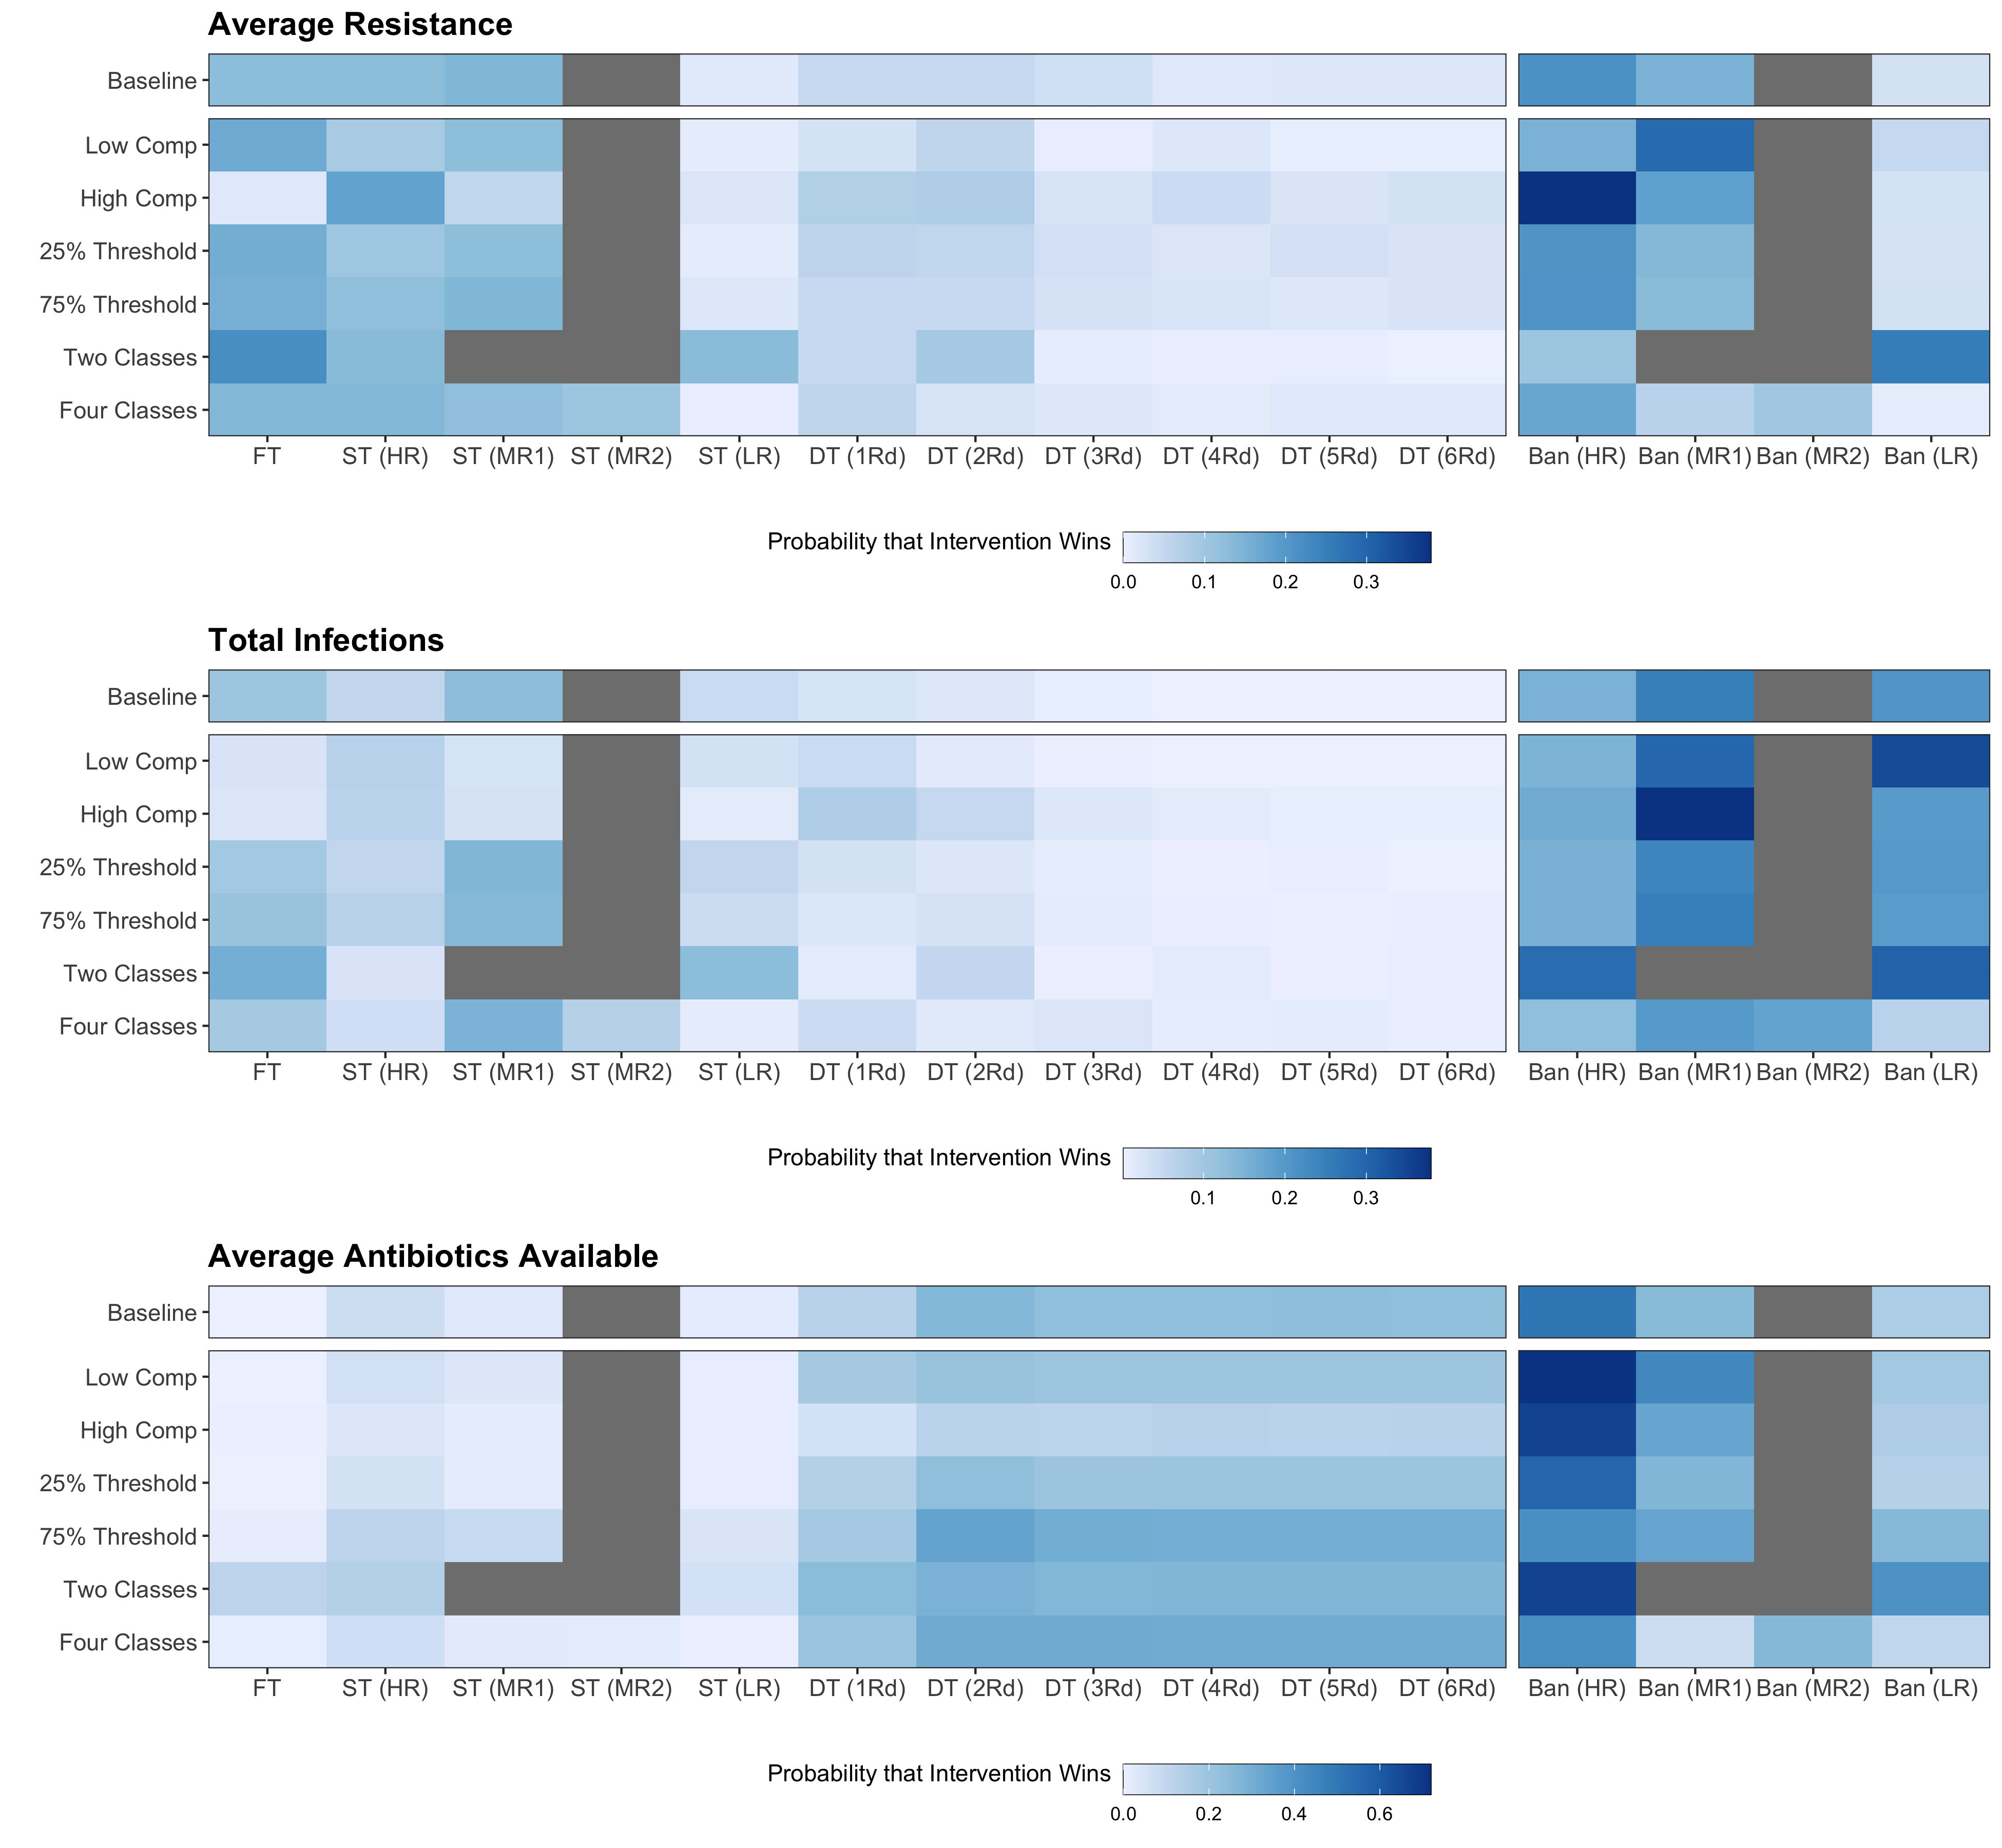 Average Resistance
Baseline
Low Comp
High Comp
25% Threshold
75% Threshold
Two Classes
Four Classes
FT ST (HR) ST (MR1) ST (MR2) ST (LR) DT (1Rd) DT (2Rd) DT (3Rd) DT (4Rd) DT (5Rd) DT (6Rd) Ban (HR) Ban (MR1) Ban (MR2) Ban (LR)
Probability that Intervention Wins
0.0 0.1 0.2 0.3
Total Infections
Baseline
Low Comp
High Comp
25% Threshold
75% Threshold
Two Classes
Four Classes
FT ST (HR) ST (MR1) ST (MR2) ST (LR) DT (1Rd) DT (2Rd) DT (3Rd) DT (4Rd) DT (5Rd) DT (6Rd) Ban (HR) Ban (MR1) Ban (MR2) Ban (LR)
Probability that Intervention Wins
0.1 0.2 0.3
Average Antibiotics Available
Baseline
Low Comp
High Comp
25% Threshold
75% Threshold
Two Classes
Four Classes
FT ST (HR) ST (MR1) ST (MR2) ST (LR) DT (1Rd) DT (2Rd) DT (3Rd) DT (4Rd) DT (5Rd) DT (6Rd) Ban (HR) Ban (MR1) Ban (MR2) Ban (LR)
Probability that Intervention Wins
0.0 0.2 0.4 0.6